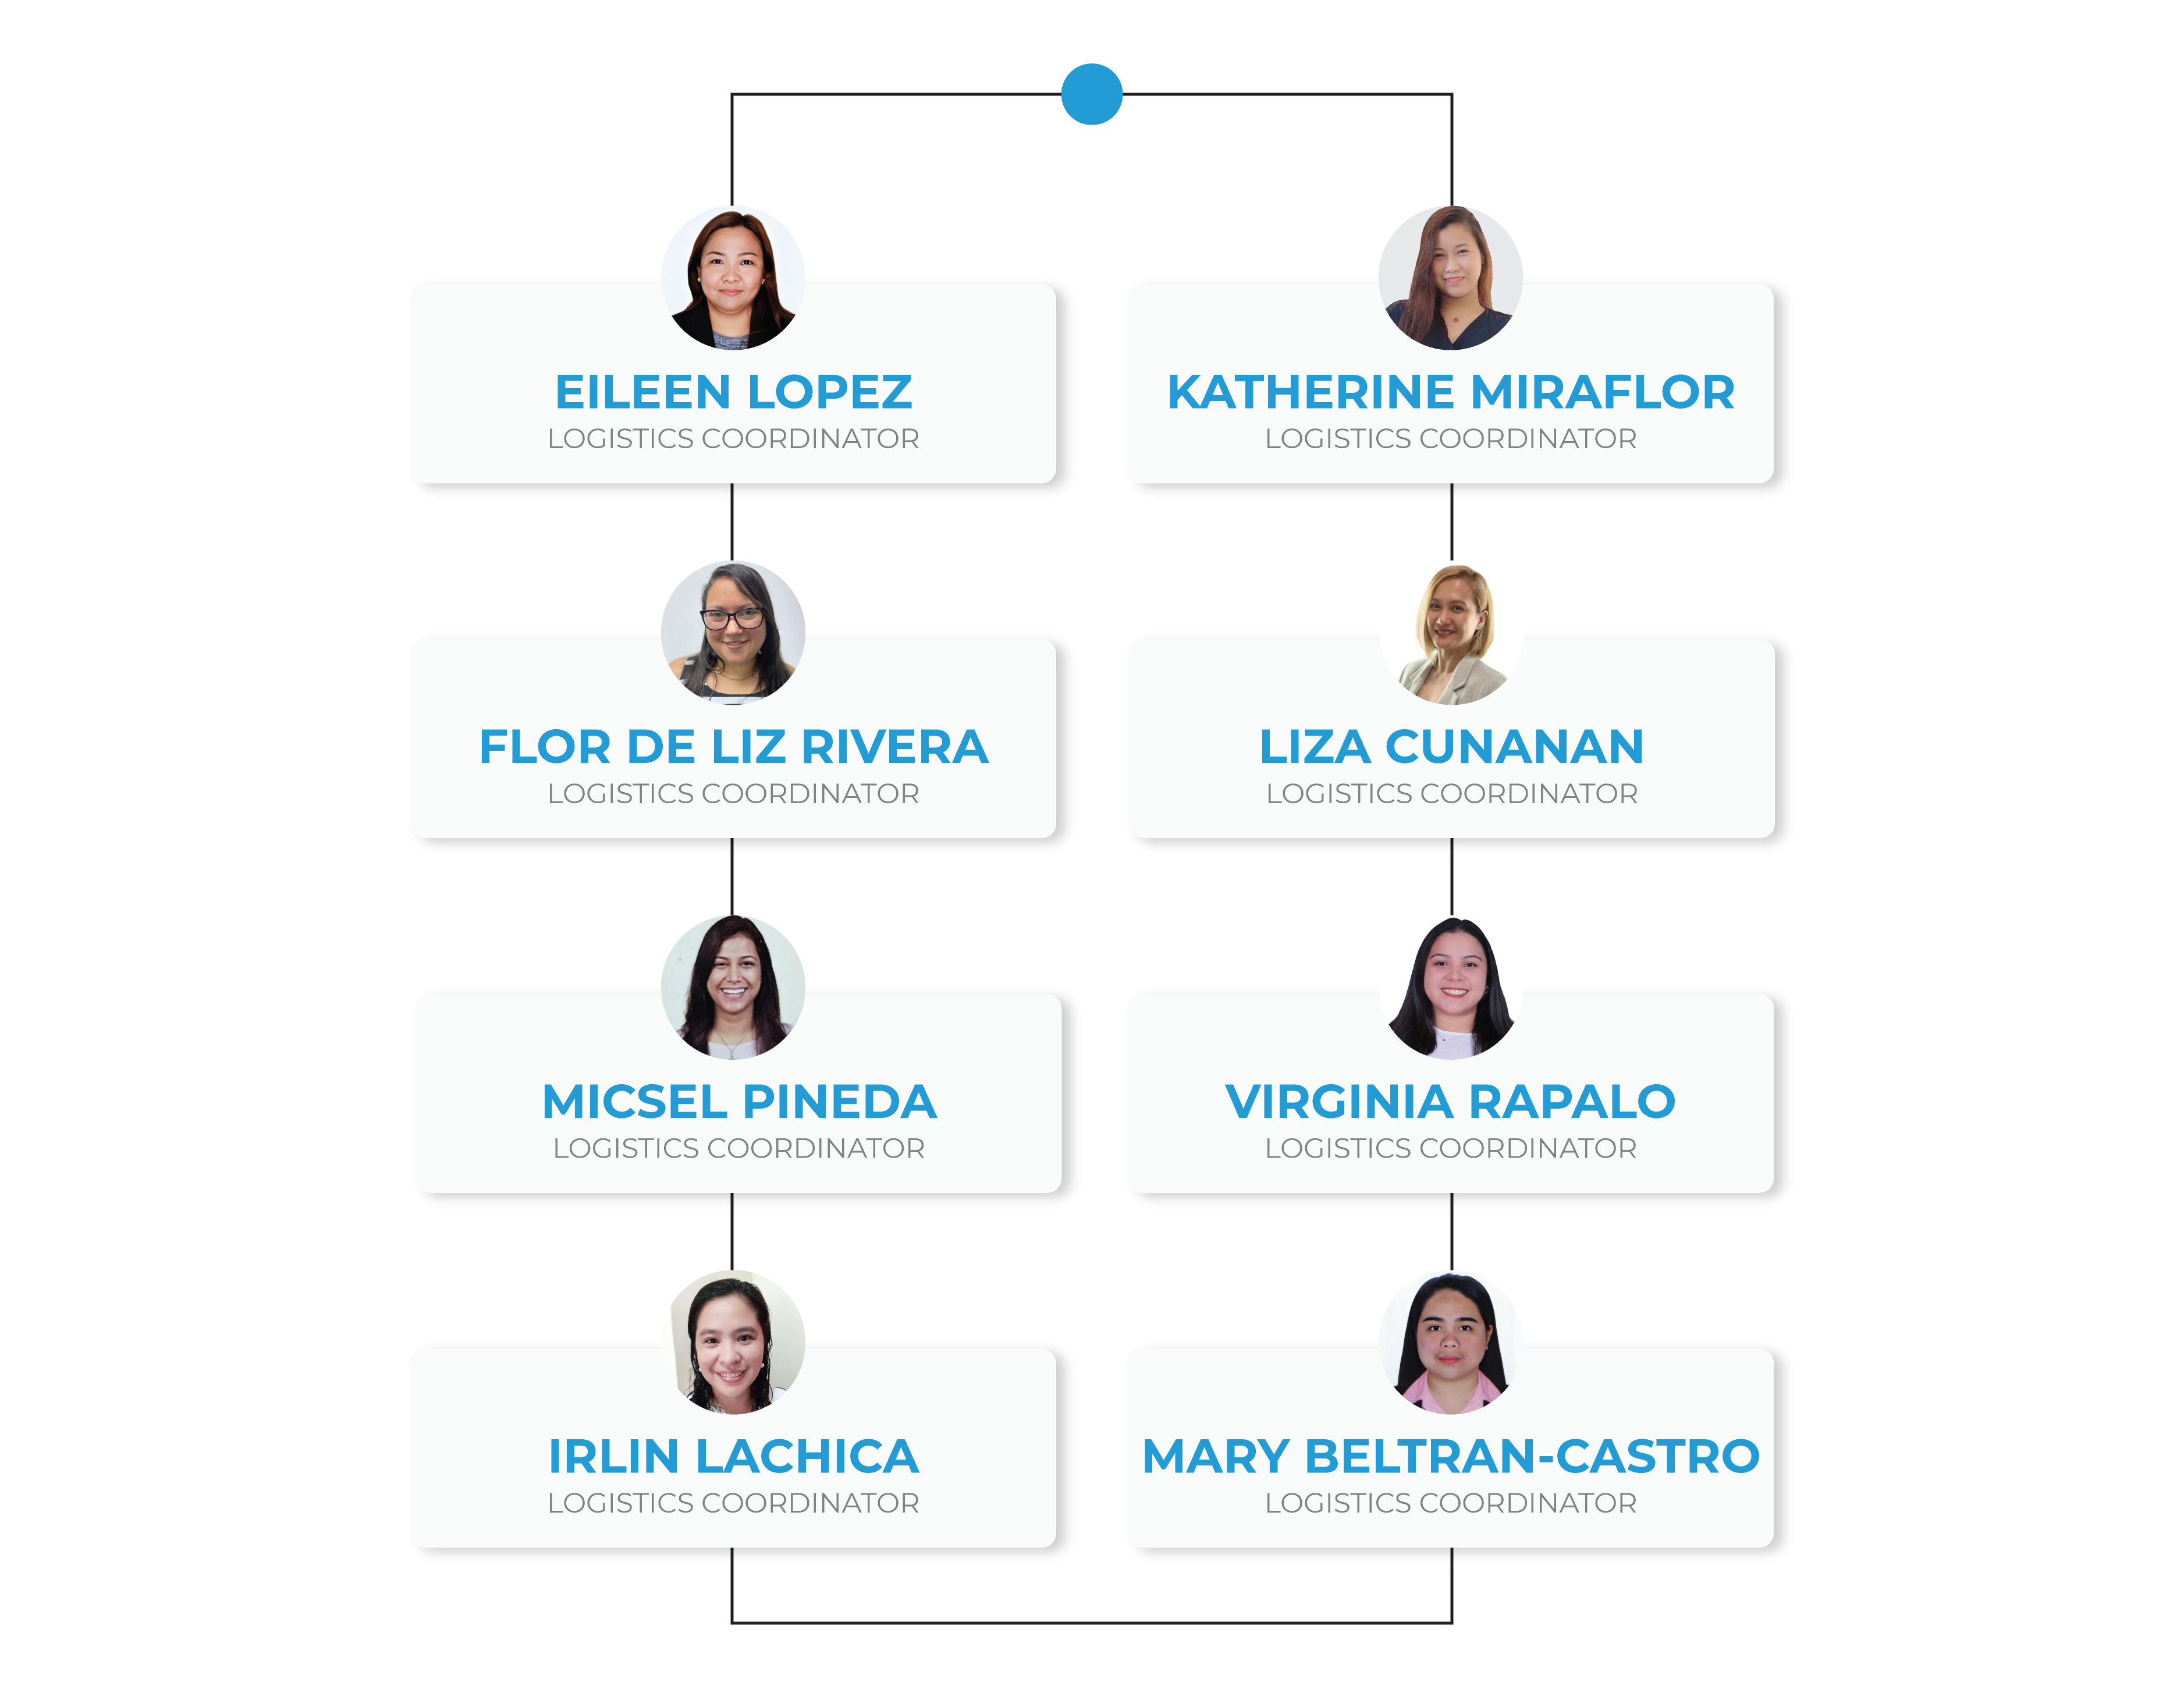 EILEEN LOPEZ
LOGISTICS COORDINATOR
KATHERINE MIRAFLOR
LOGISTICS COORDINATOR
FLOR DE LIZ RIVERA
LOGISTICS COORDINATOR
LIZA CUNANAN
LOGISTICS COORDINATOR
MICSEL PINEDA
LOGISTICS COORDINATOR
VIRGINIA RAPALO
LOGISTICS COORDINATOR
IRLIN LACHICA
LOGISTICS COORDINATOR
MARY BELTRAN-CASTRO
LOGISTICS COORDINATOR